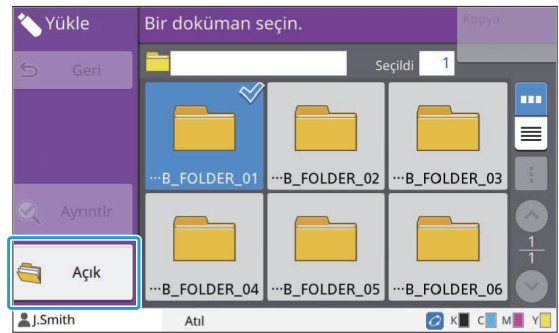 Yükle
Bir doküman seçin.
Kopya
Geri
Seçildi 1
···B_FOLDER_01
···B_FOLDER_02
···B_FOLDER_03
Ayrıntlr
1
1
Açık
···B_FOLDER_04
···B_FOLDER_05
···B_FOLDER_06
J.Smith
Atıl
K C M Y